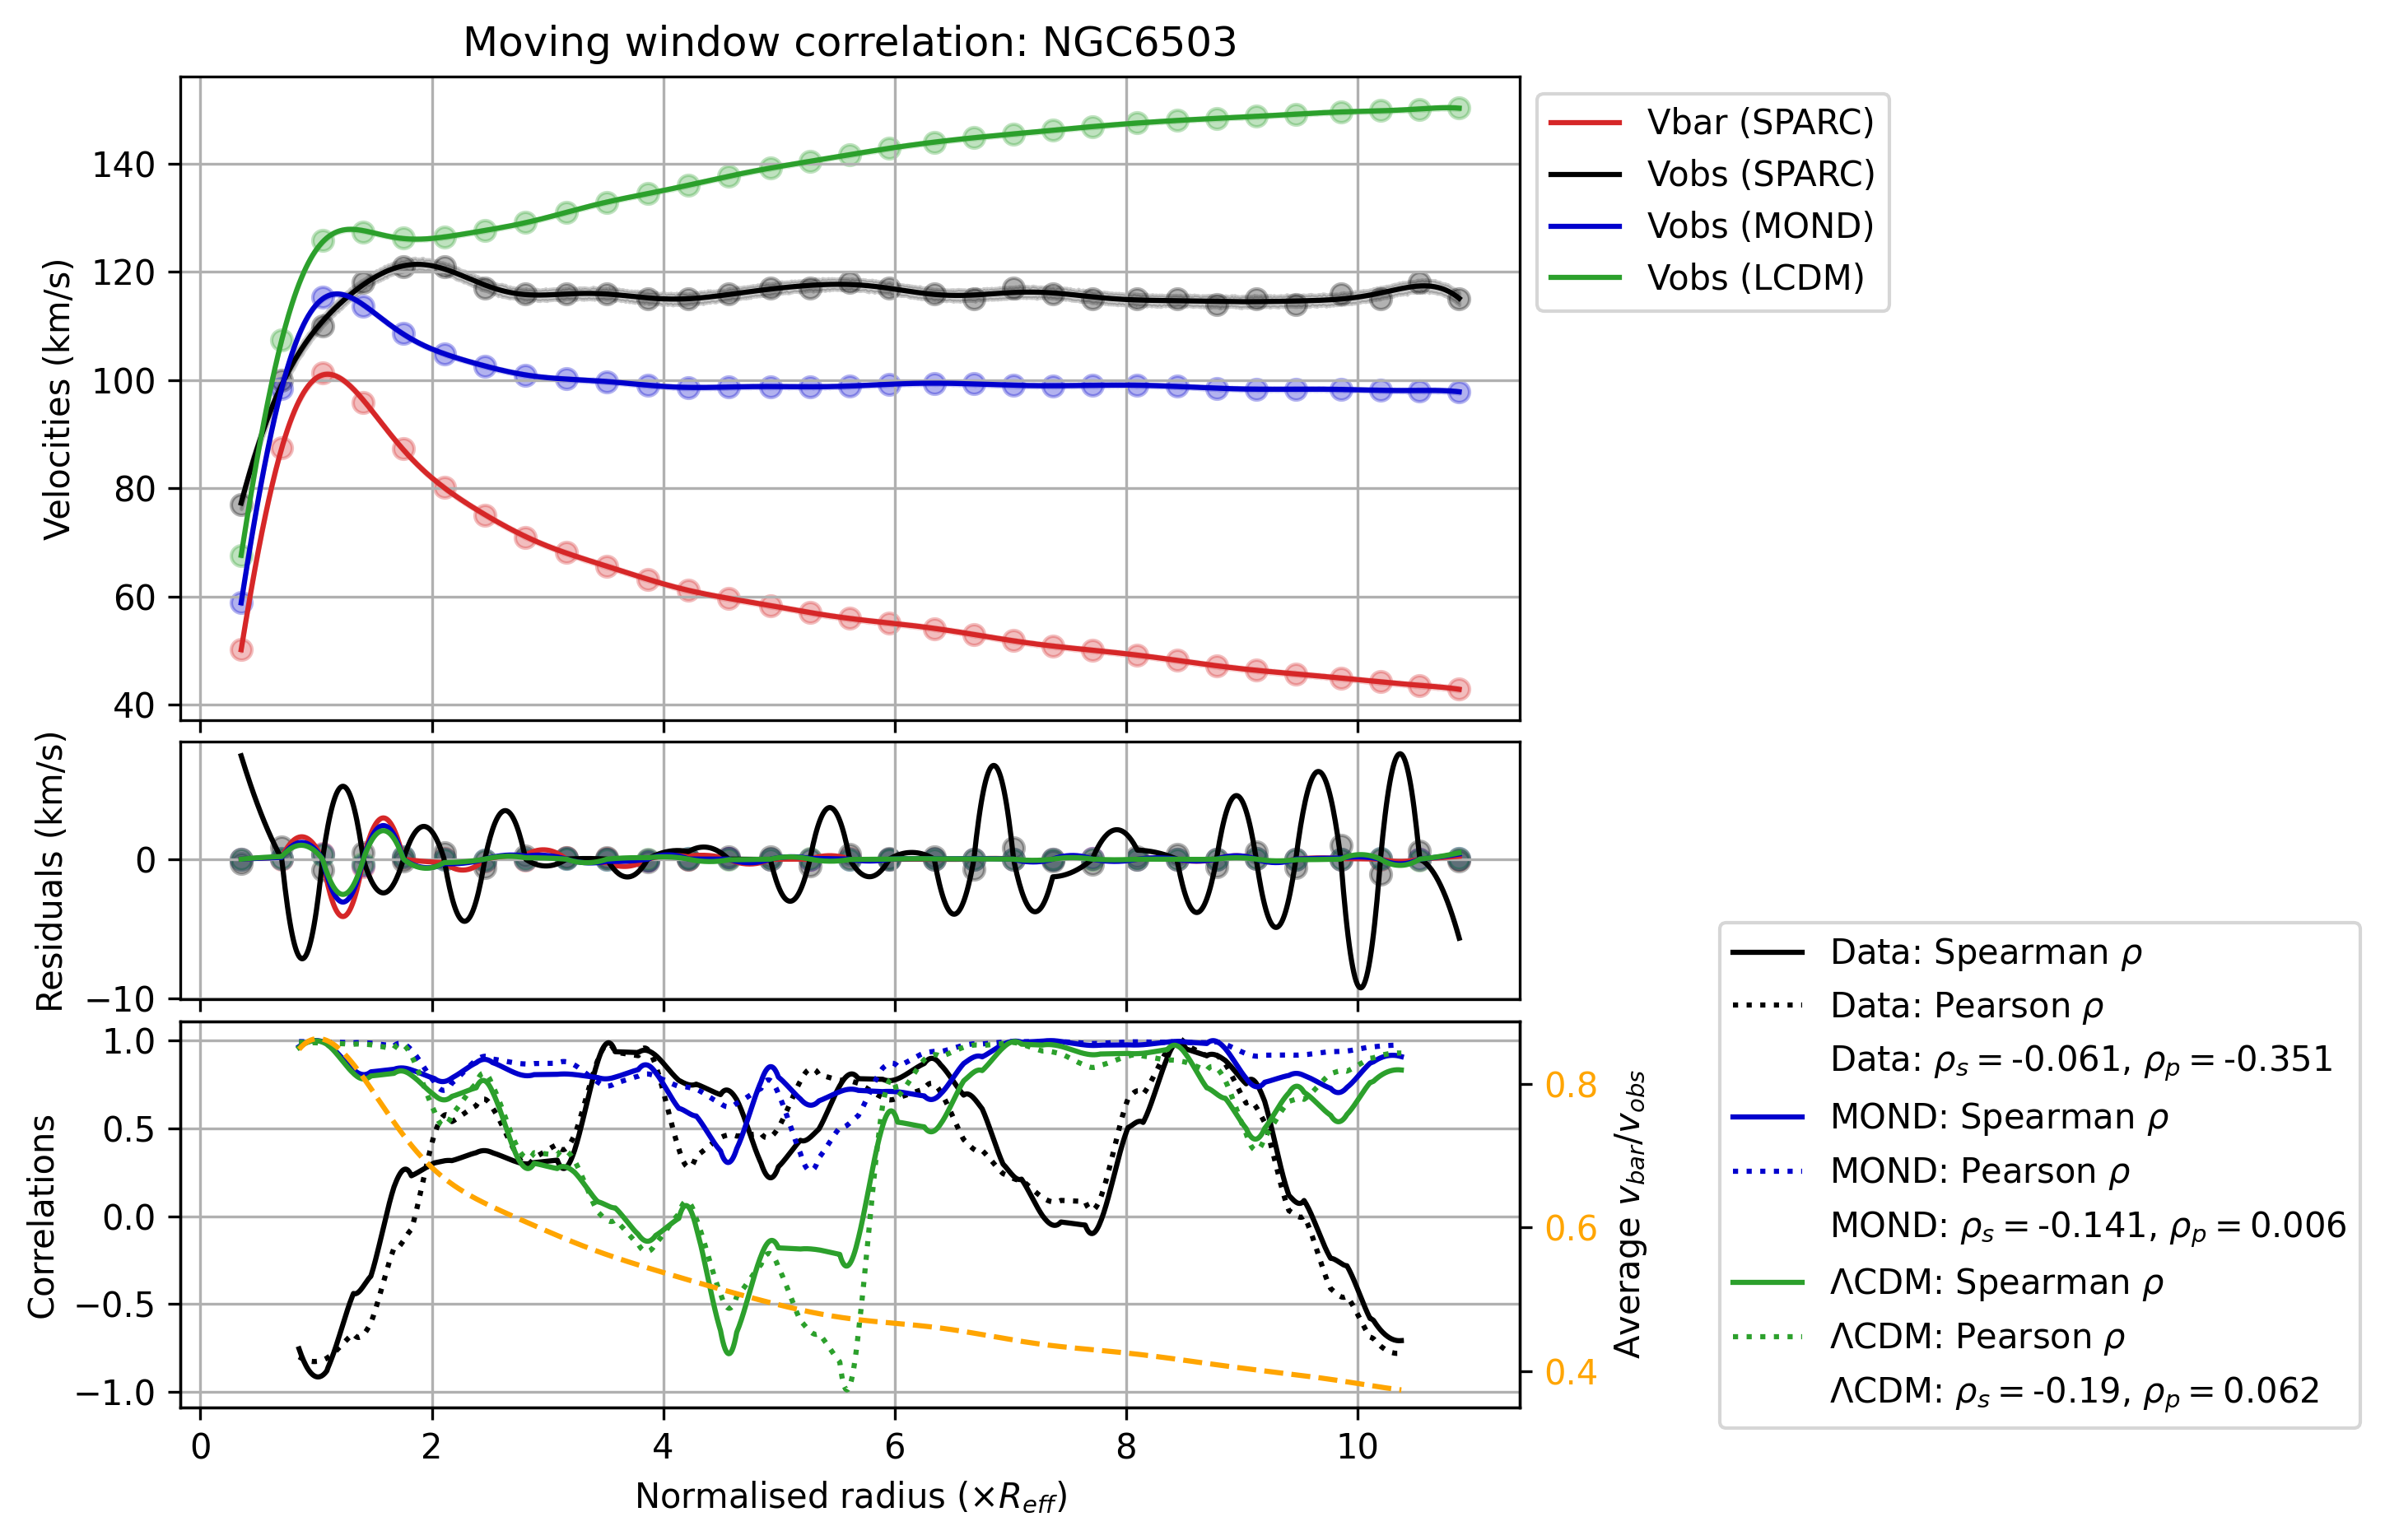 Moving window correlation: NGC6503
140
120
100
80
60
40
Velocities (km/s)
Vbar (SPARC)
Vobs (SPARC)
Vobs (MOND)
Vobs (LCDM)
0
−10
Residuals (km/s)
1.0
0.5
0.0
−0.5
−1.0
Correlations
0.8
0.6
0.4
Average v_bar/v_obs
0 2 4 6 8 10
Normalised radius (×R_eff)
Data: Spearman ρ
Data: Pearson ρ
Data: ρ_s = -0.061, ρ_p = -0.351
MOND: Spearman ρ
MOND: Pearson ρ
MOND: ρ_s = -0.141, ρ_p = 0.006
ΛCDM: Spearman ρ
ΛCDM: Pearson ρ
ΛCDM: ρ_s = -0.19, ρ_p = 0.062